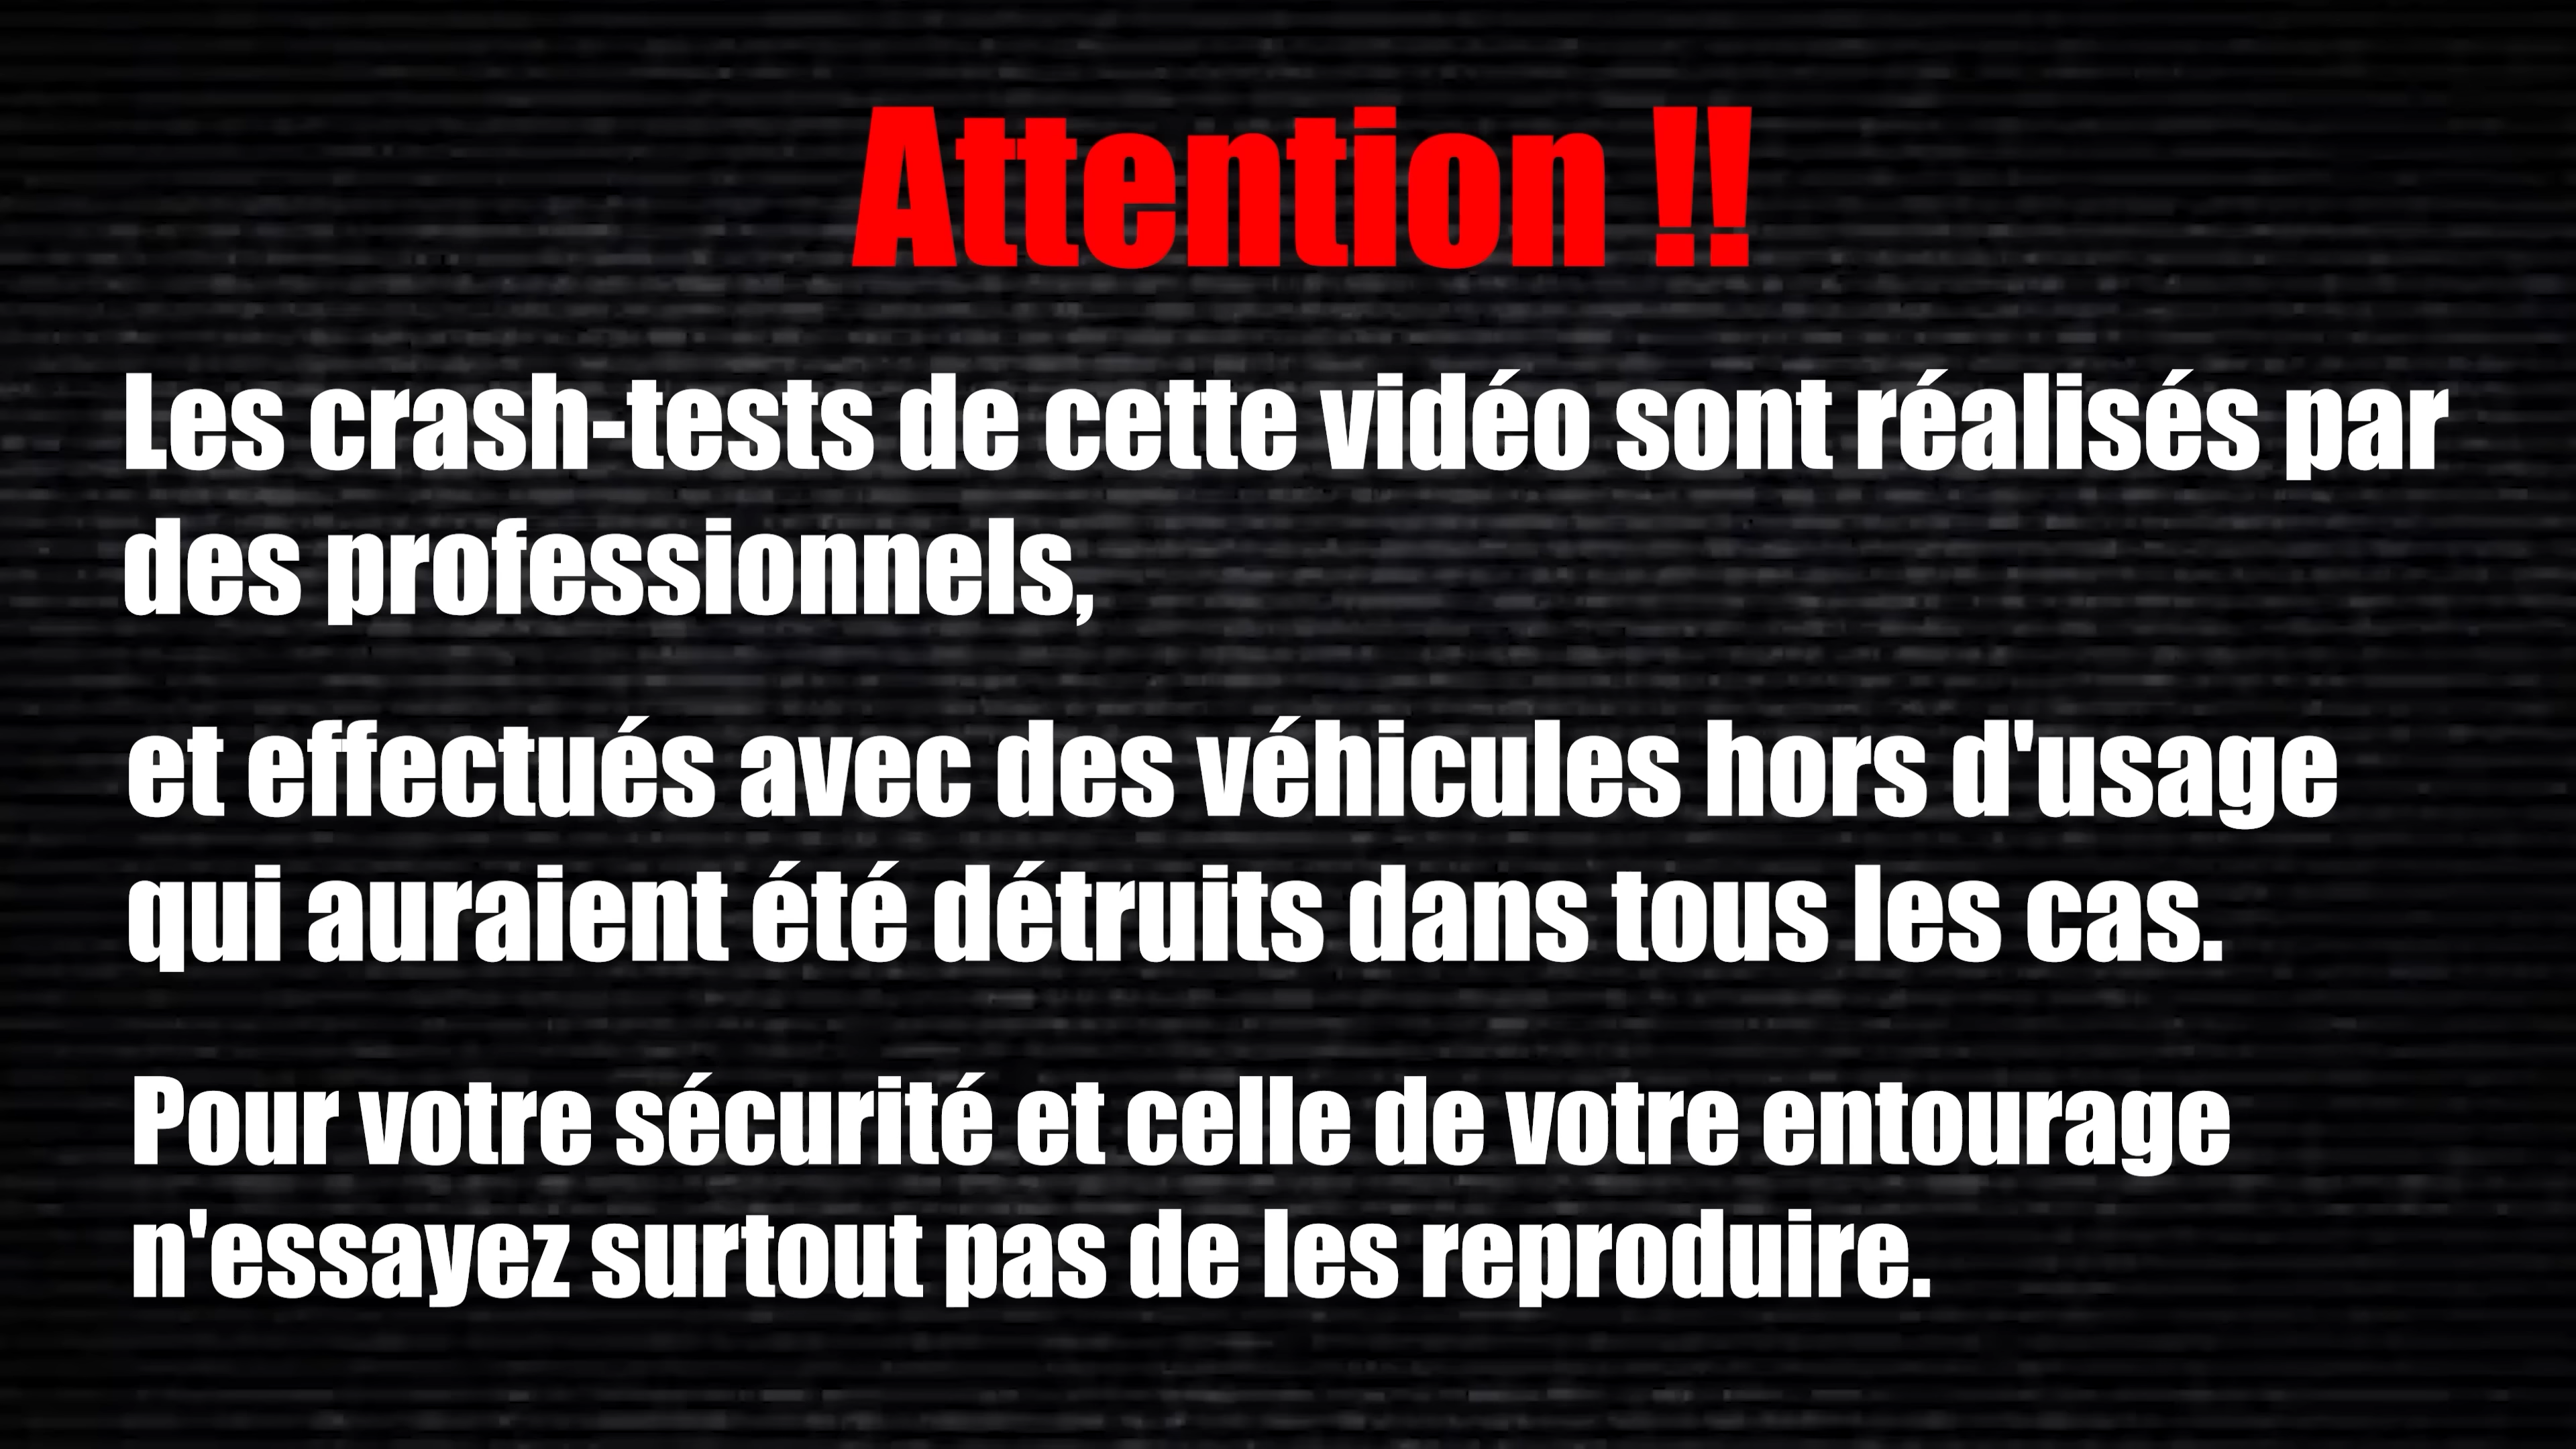 Attention !!
Les crash-tests de cette vidéo sont réalisés par
des professionnels,
et effectués avec des véhicules hors d'usage
qui auraient été détruits dans tous les cas.
Pour votre sécurité et celle de votre entourage
n'essayez surtout pas de les reproduire.